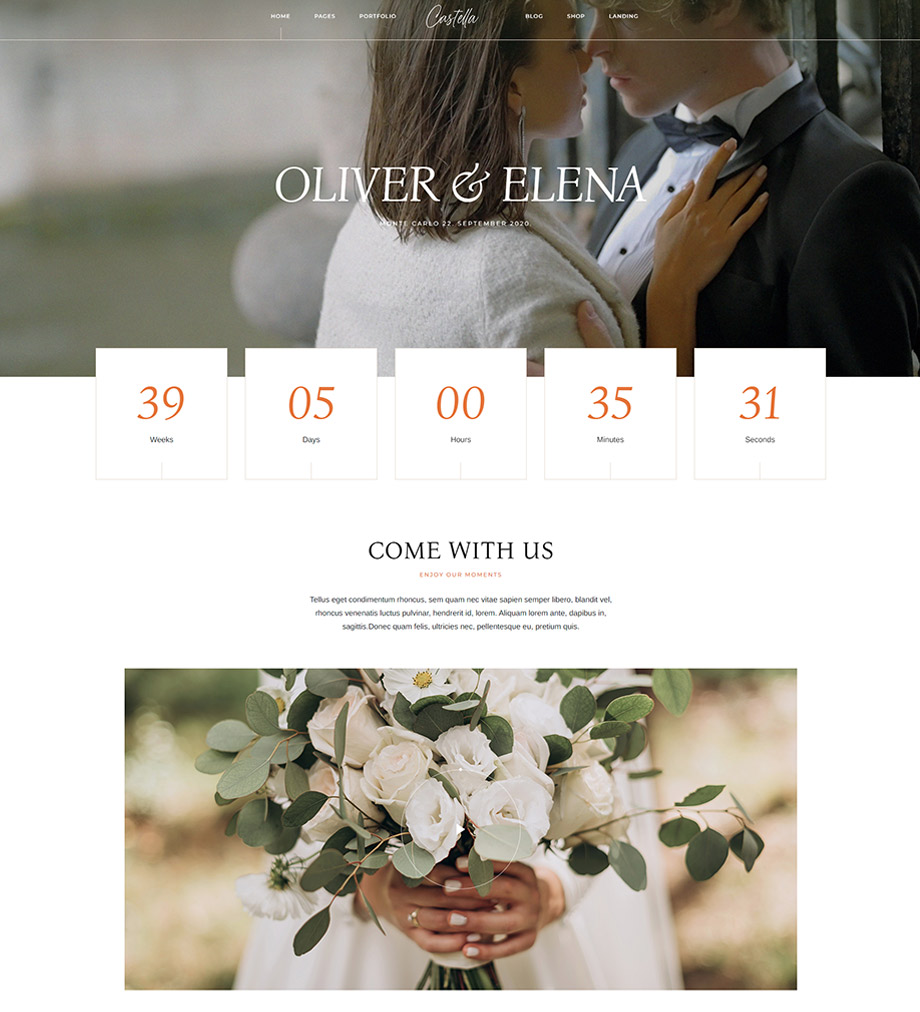 HOME PAGES PORTFOLIO Castella BLOG SHOP LANDING
OLIVER & ELENA
MONTE CARLO 22. SEPTEMBER 2020.
39 05 00 35 31
Weeks Days Hours Minutes Seconds
COME WITH US
ENJOY OUR MOMENTS
Tellus eget condimentum rhoncus, sem quam nec vitae sapien semper libero, blandit vel,
rhoncus venenatis luctus pulvinar, hendrerit id, lorem. Aliquam lorem ante, dapibus in,
sagittis.Donec quam felis, ultricies nec, pellentesque eu, pretium quis.